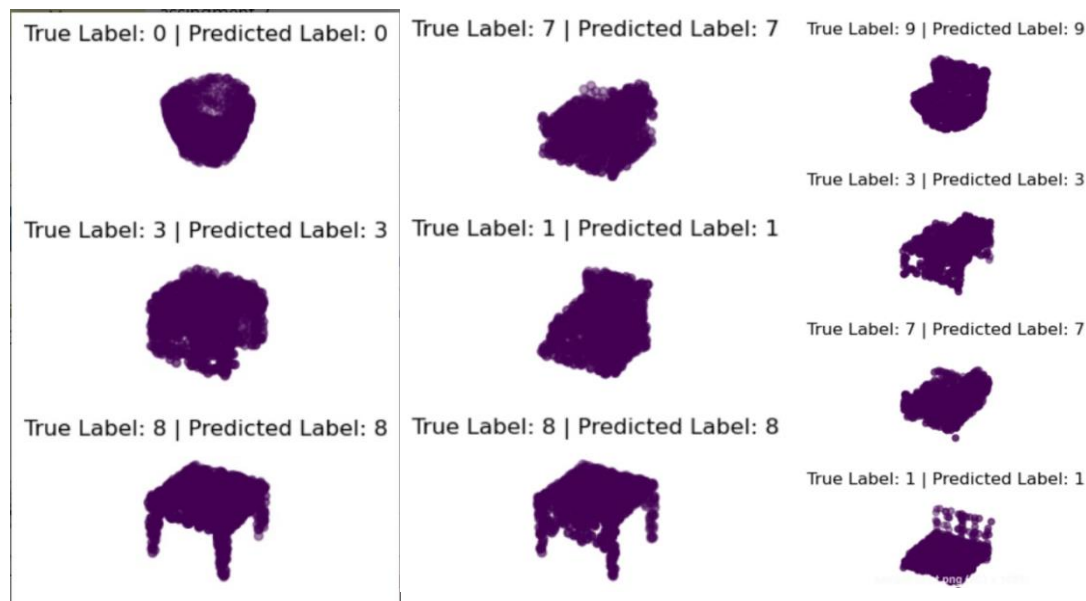 True Label: 0 | Predicted Label: 0
True Label: 3 | Predicted Label: 3
True Label: 8 | Predicted Label: 8
True Label: 7 | Predicted Label: 7
True Label: 1 | Predicted Label: 1
True Label: 8 | Predicted Label: 8
True Label: 9 | Predicted Label: 9
True Label: 3 | Predicted Label: 3
True Label: 7 | Predicted Label: 7
True Label: 1 | Predicted Label: 1